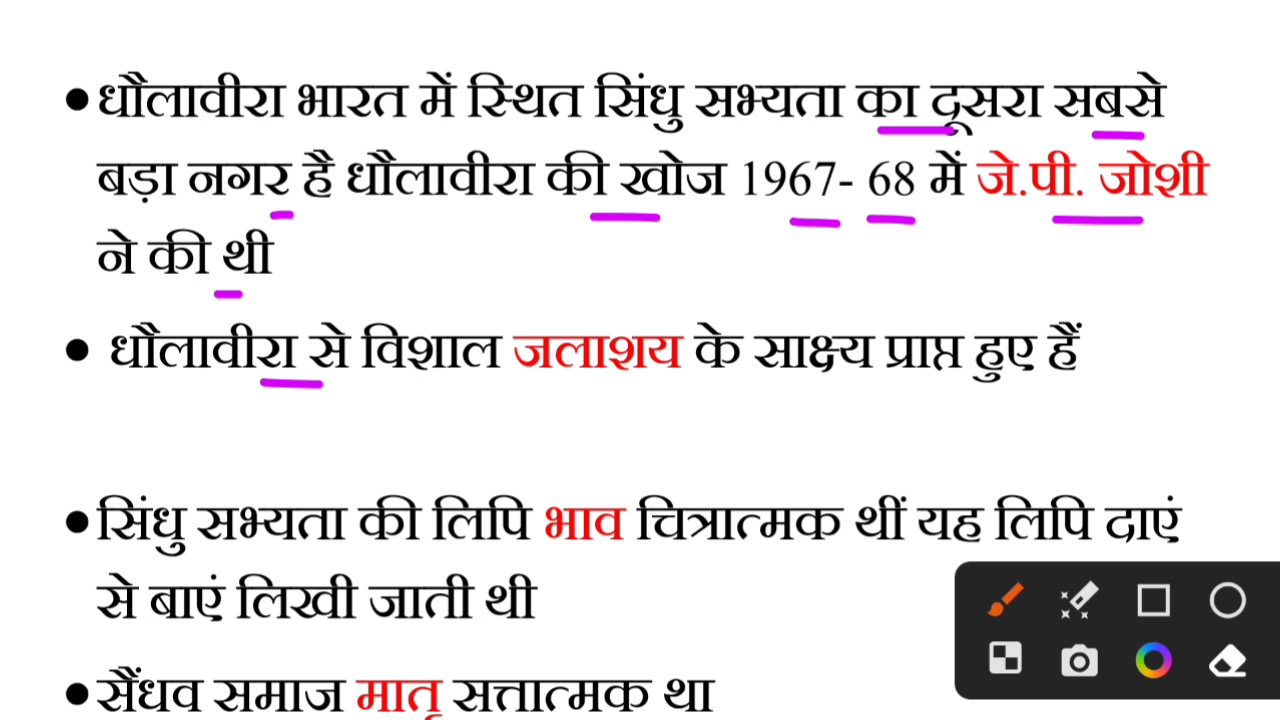 ●धौलावीरा भारत में स्थित सिंधु सभ्यता का दूसरा सबसे
बड़ा नगर है धौलावीरा की खोज 1967- 68 में जे.पी. जोशी
ने की थी
● धौलावीरा से विशाल जलाशय के साक्ष्य प्राप्त हुए हैं
●सिंधु सभ्यता की लिपि भाव चित्रात्मक थीं यह लिपि दाएं
से बाएं लिखी जाती थी
●सैंधव समाज मातृ सत्तात्मक था